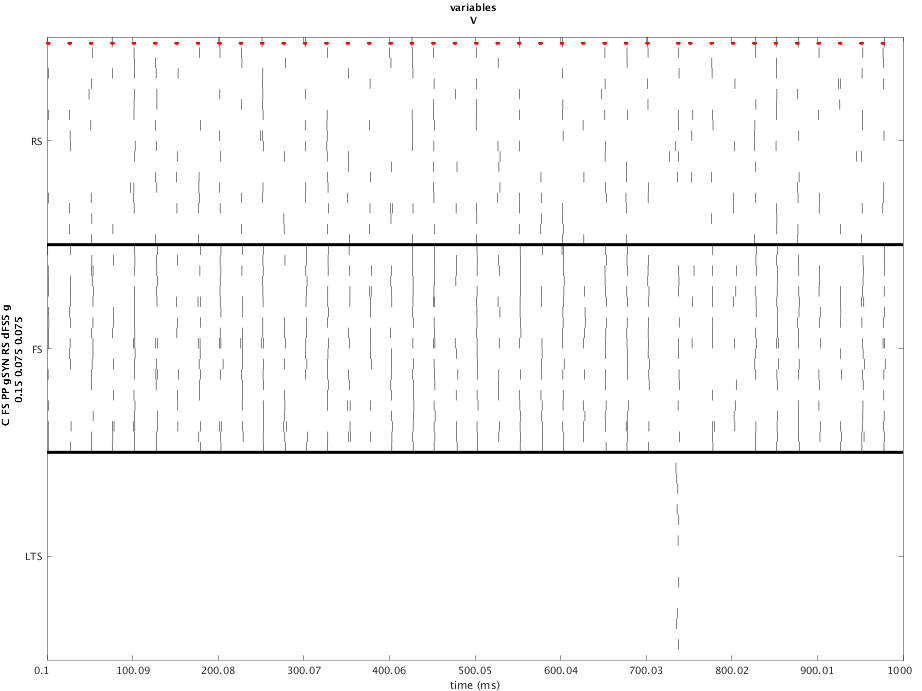 variables
V
RS
FS
LTS
C FS PP gSYN RS dFSS g
0.15 0.075 0.075
0.1 100.09 200.08 300.07 400.06 500.05 600.04 700.03 800.02 900.01 1000
time (ms)